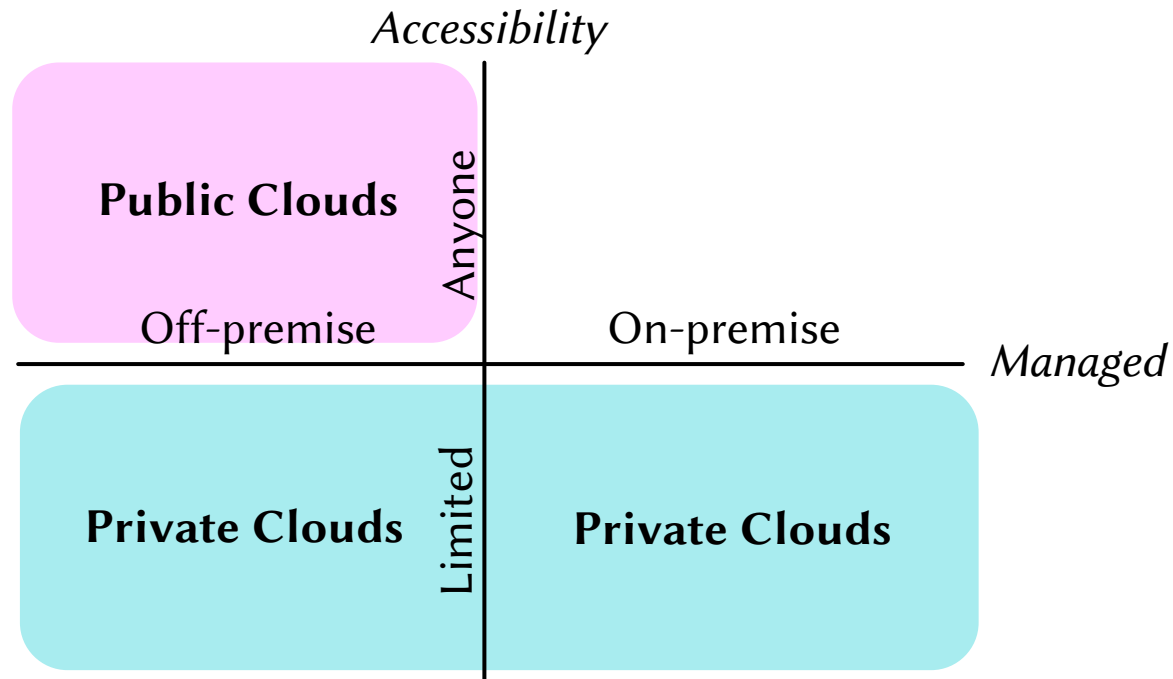 Accessibility
Public Clouds
Anyone
Off-premise
On-premise
Managed
Private Clouds
Limited
Private Clouds